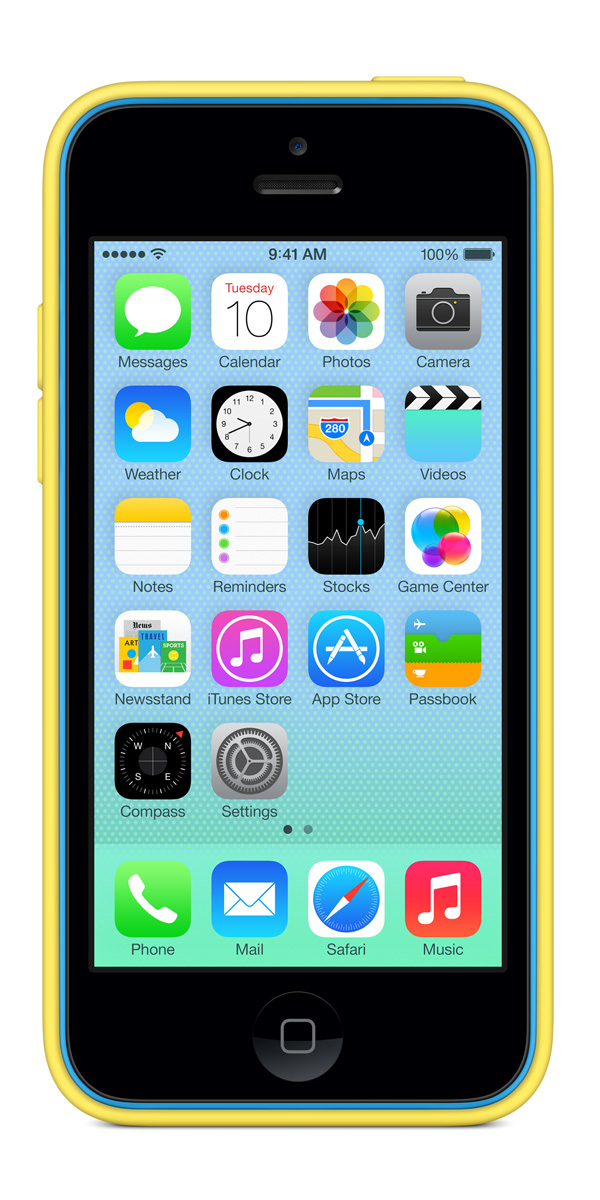 9:41 AM 100%
Tuesday
10
Messages Calendar Photos Camera
12
11 1
10 2
9 3
8 4
7 5
6
280
Weather Clock Maps Videos
Notes Reminders Stocks Game Center
News
ART TRAVEL SPORTS
Newsstand iTunes Store App Store Passbook
W N
S E
Compass Settings
Phone Mail Safari Music